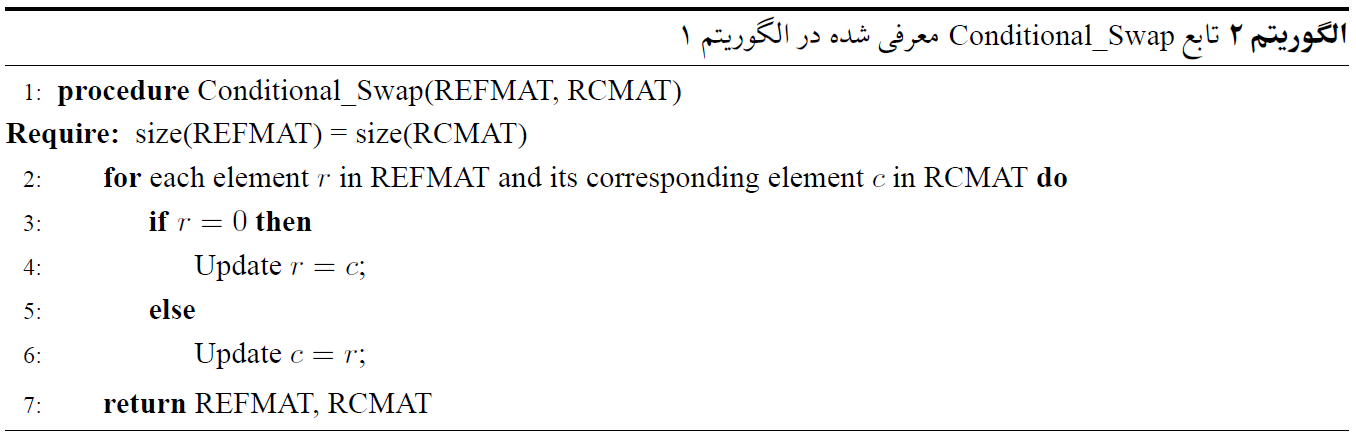 الگوریتم ۲ تابع Conditional_Swap معرفی شده در الگوریتم ۱
1: procedure Conditional_Swap(REFMAT, RCMAT)
Require: size(REFMAT) = size(RCMAT)
2: for each element r in REFMAT and its corresponding element c in RCMAT do
3: if r = 0 then
4: Update r = c;
5: else
6: Update c = r;
7: return REFMAT, RCMAT